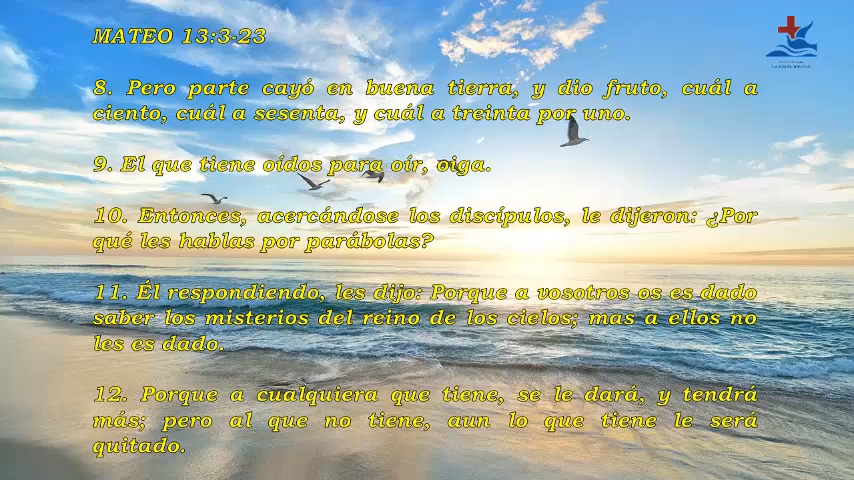 MATEO 13:3-23
8. Pero parte cayó en buena tierra, y dio fruto, cuál a
ciento, cuál a sesenta, y cuál a treinta por uno.
9. El que tiene oídos para oír, oiga.
10. Entonces, acercándose los discípulos, le dijeron: ¿Por
qué les hablas por parábolas?
11. Él respondiendo, les dijo: Porque a vosotros os es dado
saber los misterios del reino de los cielos; mas a ellos no
les es dado.
12. Porque a cualquiera que tiene, se le dará, y tendrá
más; pero al que no tiene, aun lo que tiene le será
quitado.